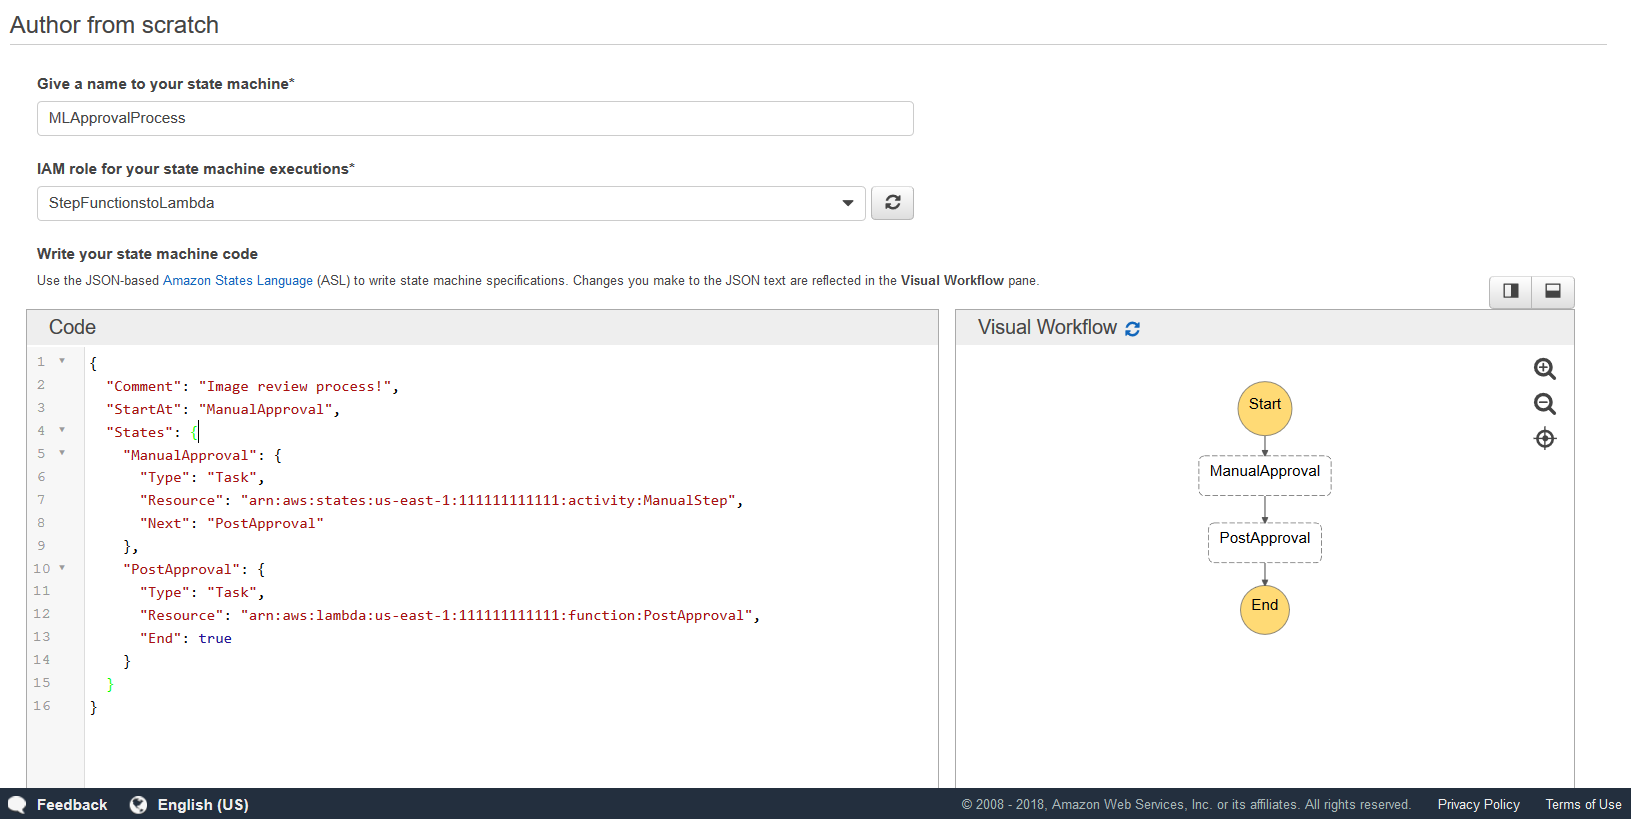 Author from scratch
Give a name to your state machine*
MLApprovalProcess
IAM role for your state machine executions*
StepFunctionstoLambda
Write your state machine code
Use the JSON-based Amazon States Language (ASL) to write state machine specifications. Changes you make to the JSON text are reflected in the Visual Workflow pane.
Code
1 {
2 "Comment": "Image review process!",
3 "StartAt": "ManualApproval",
4 "States": {
5 "ManualApproval": {
6 "Type": "Task",
7 "Resource": "arn:aws:states:us-east-1:111111111111:activity:ManualStep",
8 "Next": "PostApproval"
9 },
10 "PostApproval": {
11 "Type": "Task",
12 "Resource": "arn:aws:lambda:us-east-1:111111111111:function:PostApproval",
13 "End": true
14 }
15 }
16 }
Visual Workflow
Start
ManualApproval
PostApproval
End
Feedback
English (US)
© 2008 - 2018, Amazon Web Services, Inc. or its affiliates. All rights reserved.
Privacy Policy
Terms of Use